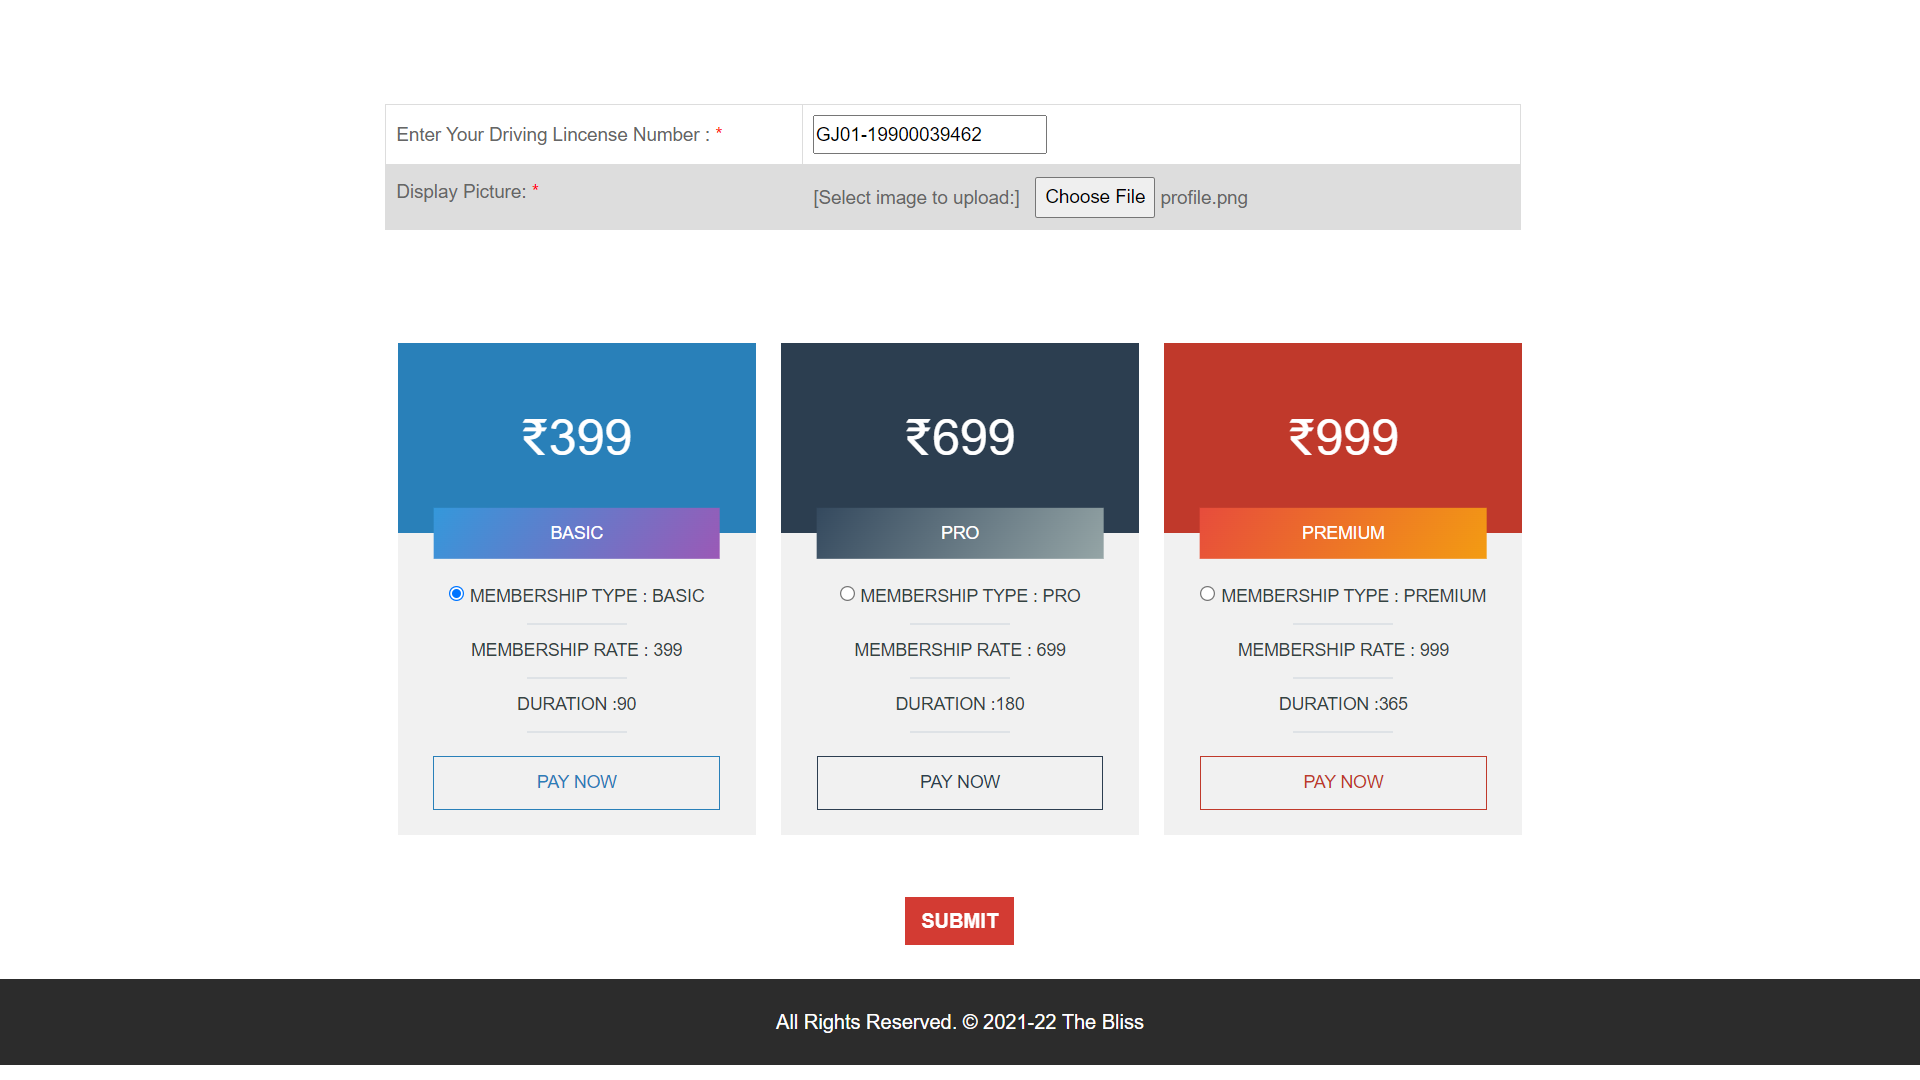 Enter Your Driving Lincense Number : *
GJ01-19900039462
Display Picture: *
[Select image to upload:] Choose File profile.png
₹399
BASIC
MEMBERSHIP TYPE : BASIC
MEMBERSHIP RATE : 399
DURATION :90
PAY NOW
₹699
PRO
MEMBERSHIP TYPE : PRO
MEMBERSHIP RATE : 699
DURATION :180
PAY NOW
₹999
PREMIUM
MEMBERSHIP TYPE : PREMIUM
MEMBERSHIP RATE : 999
DURATION :365
PAY NOW
SUBMIT
All Rights Reserved. © 2021-22 The Bliss